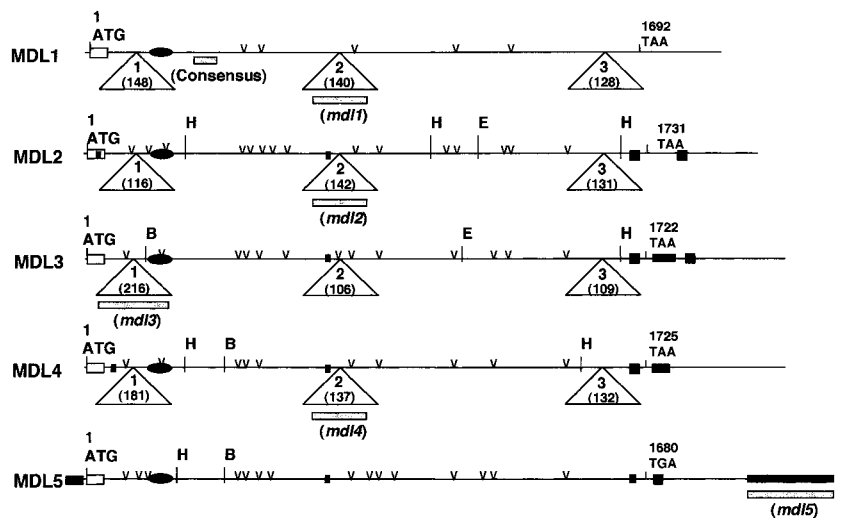 1
ATG
1692
TAA
MDL1
V V V V V
1 (148)
2 (140)
3 (128)
(Consensus)
(mdl1)
1
ATG
H H E H
1731
TAA
MDL2
V V V V V V V V V V V V V V
1 (116)
2 (142)
3 (131)
(mdl2)
1
ATG
B E H
1722
TAA
MDL3
V V V V V V V V V V V V
1 (216)
2 (106)
3 (109)
(mdl3)
1
ATG
H B H
1725
TAA
MDL4
V V V V V V V V V
1 (181)
2 (137)
3 (132)
(mdl4)
1
ATG
H B
1680
TGA
MDL5
V V V V V V V V V V V V V V
(mdl5)